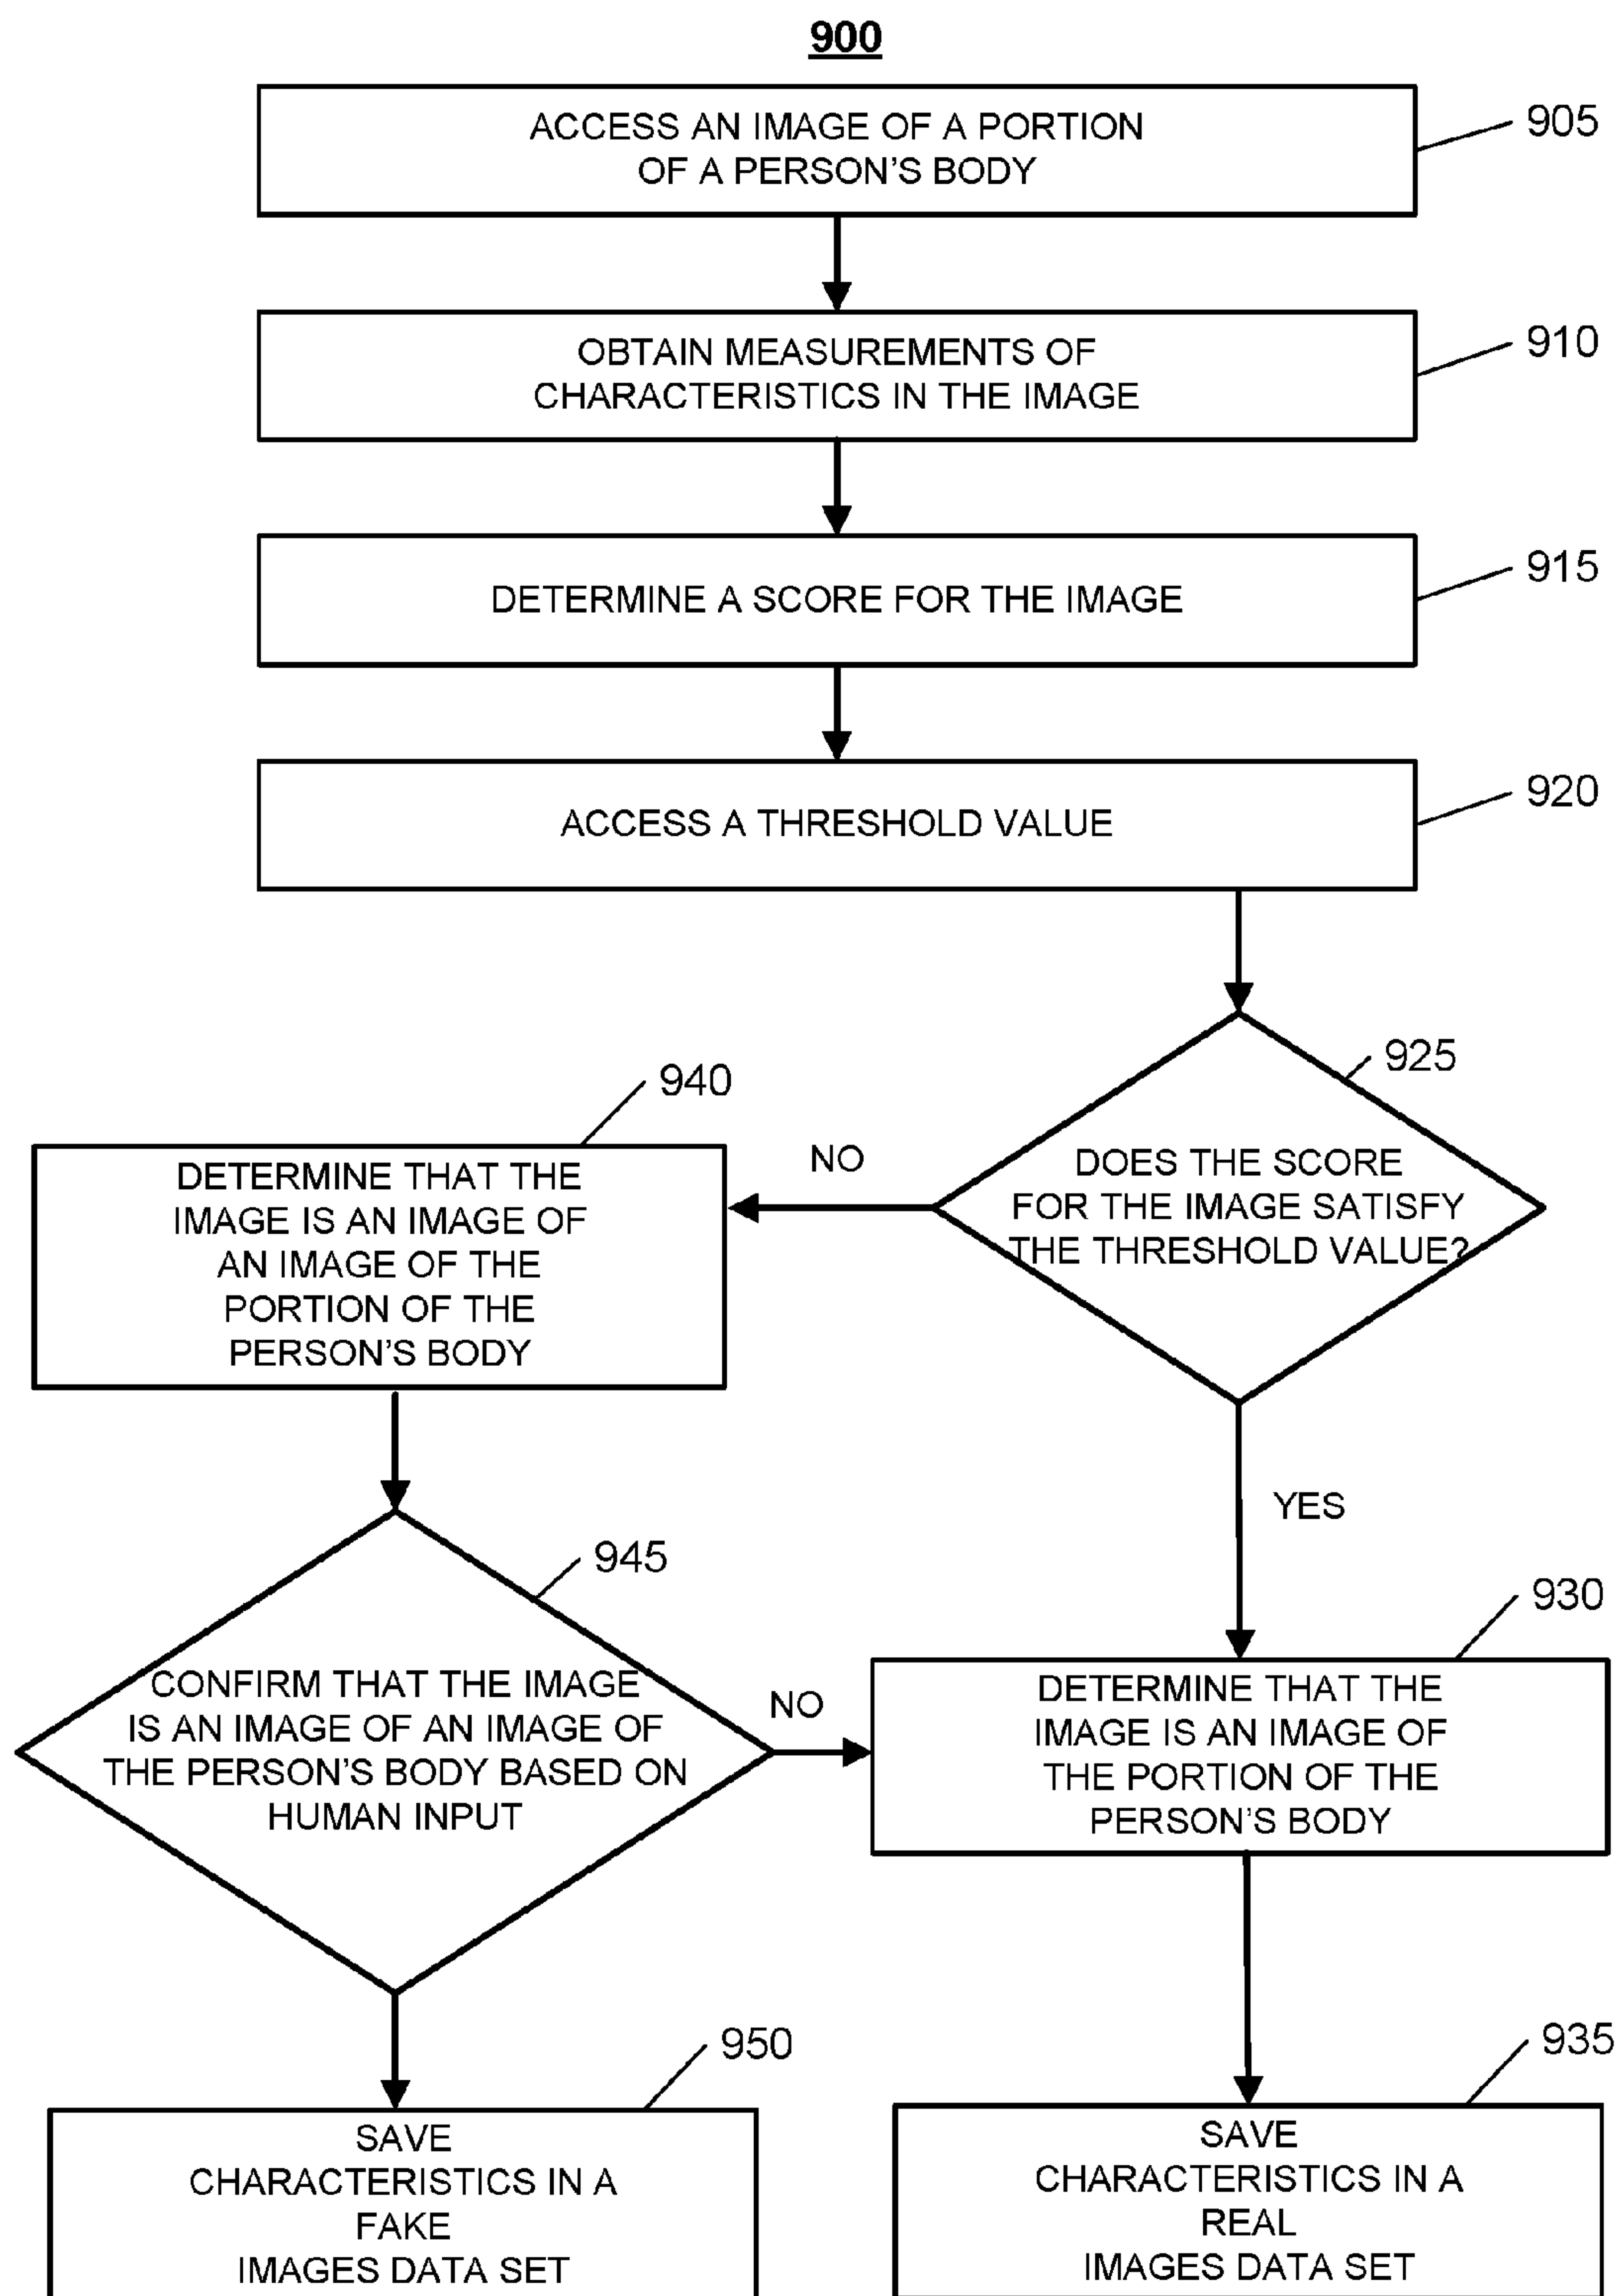 900
ACCESS AN IMAGE OF A PORTION
OF A PERSON'S BODY
905
OBTAIN MEASUREMENTS OF
CHARACTERISTICS IN THE IMAGE
910
DETERMINE A SCORE FOR THE IMAGE
915
ACCESS A THRESHOLD VALUE
920
925
DOES THE SCORE
FOR THE IMAGE SATISFY
THE THRESHOLD VALUE?
NO
940
DETERMINE THAT THE
IMAGE IS AN IMAGE OF
AN IMAGE OF THE
PORTION OF THE
PERSON'S BODY
YES
945
CONFIRM THAT THE IMAGE
IS AN IMAGE OF AN IMAGE OF
THE PERSON'S BODY BASED ON
HUMAN INPUT
NO
930
DETERMINE THAT THE
IMAGE IS AN IMAGE OF
THE PORTION OF THE
PERSON'S BODY
950
SAVE
CHARACTERISTICS IN A
FAKE
IMAGES DATA SET
935
SAVE
CHARACTERISTICS IN A
REAL
IMAGES DATA SET